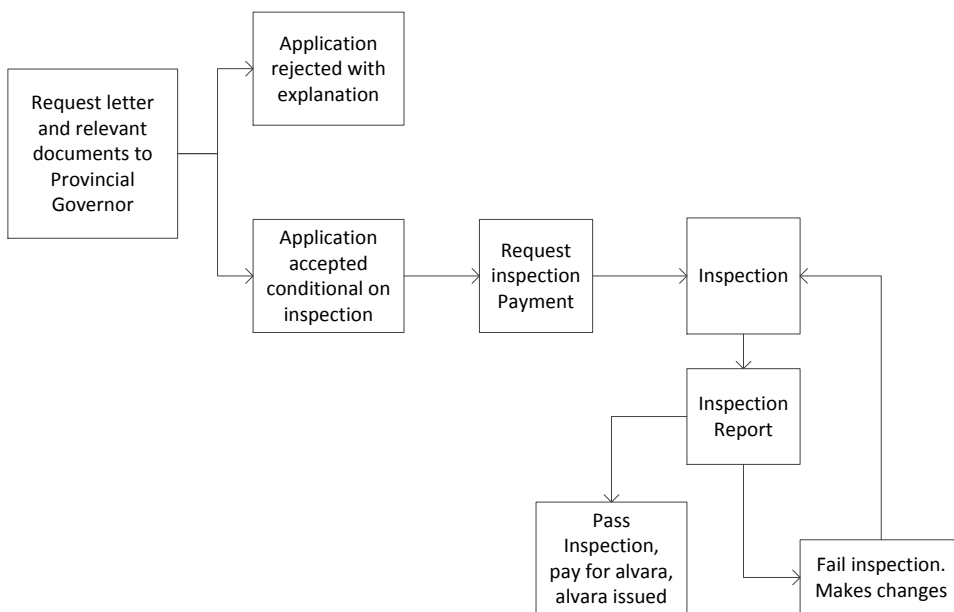 Application
rejected with
explanation
Request letter
and relevant
documents to
Provincial
Governor
Application
accepted
conditional on
inspection
Request
inspection
Payment
Inspection
Inspection
Report
Pass
Inspection,
pay for alvara,
alvara issued
Fail inspection.
Makes changes